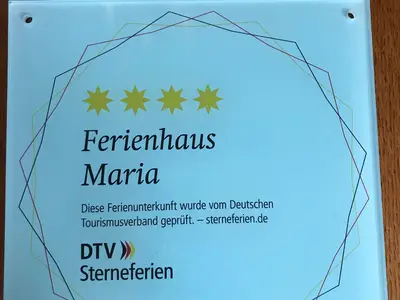 Ferienhaus
Maria
Diese Ferienunterkunft wurde vom Deutschen
Tourismusverband geprüft. – sterneferien.de
DTV
Sterneferien